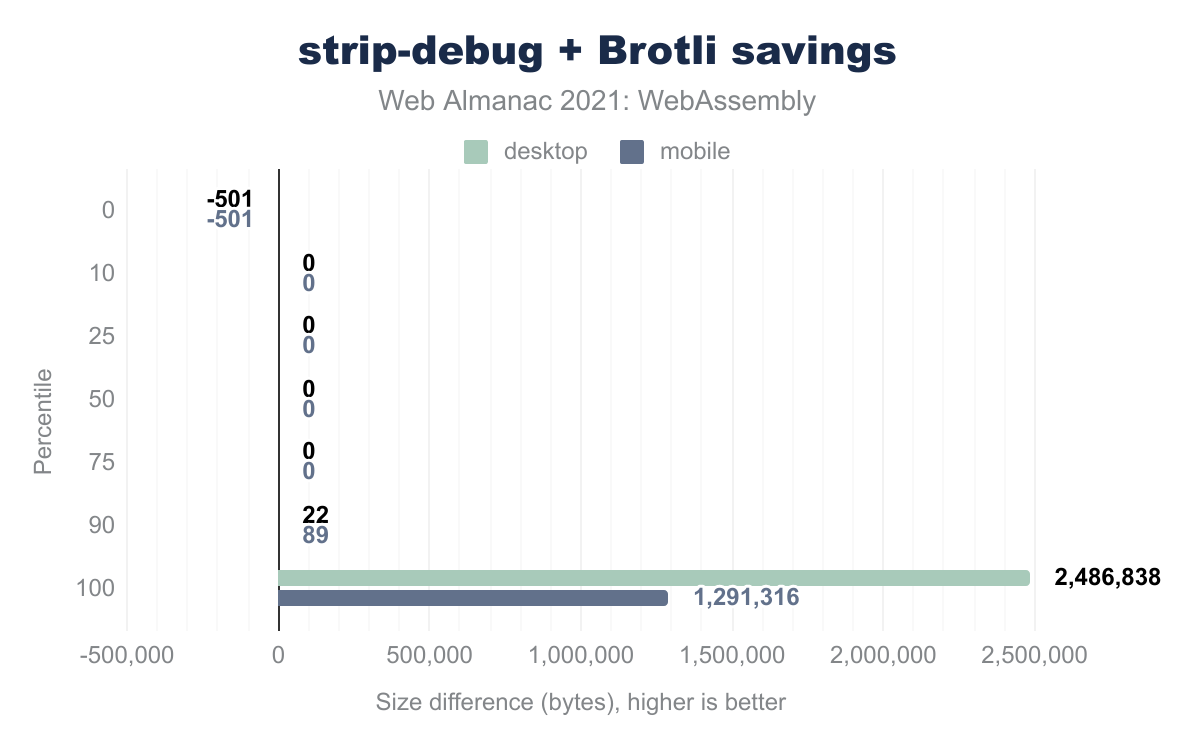 strip-debug + Brotli savings
Web Almanac 2021: WebAssembly
desktop mobile
0 -501
-501
10 0
0
25 0
0
50 0
0
75 0
0
90 22
89
100 2,486,838
1,291,316
Percentile
-500,000 0 500,000 1,000,000 1,500,000 2,000,000 2,500,000
Size difference (bytes), higher is better